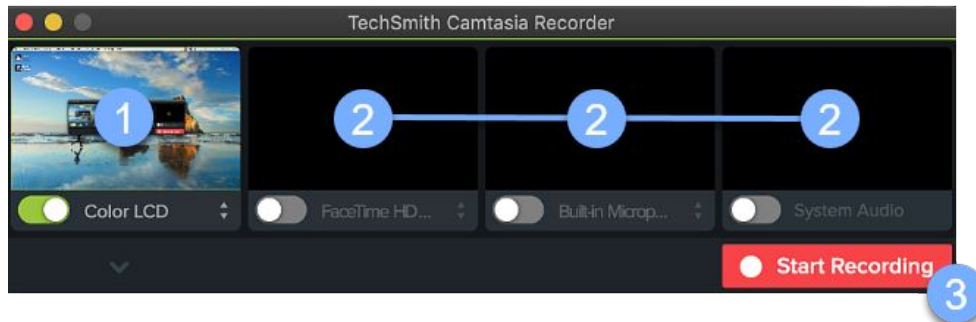 TechSmith Camtasia Recorder
1 2 2 2
Color LCD FaceTime HD... Built-in Microp... System Audio
Start Recording
3